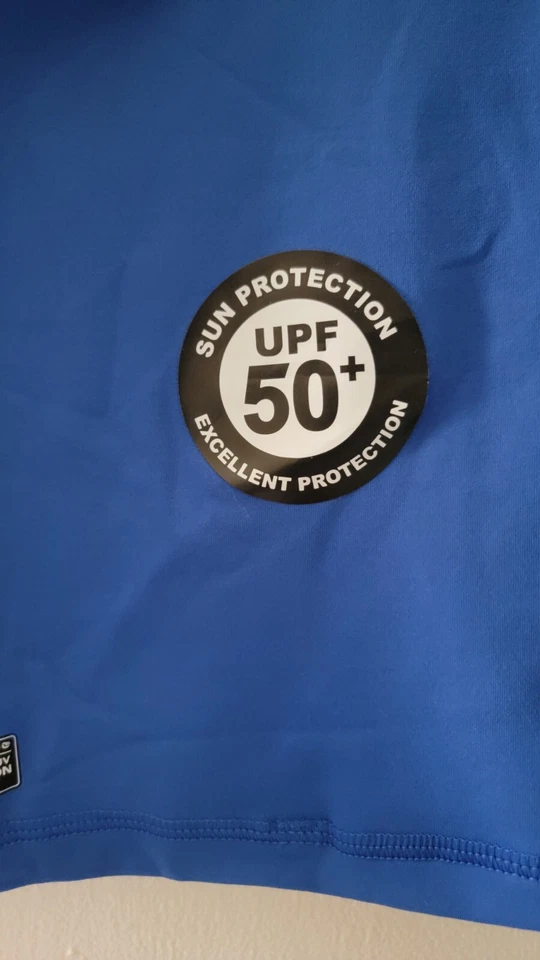 SUN PROTECTION
UPF
50+
EXCELLENT PROTECTION